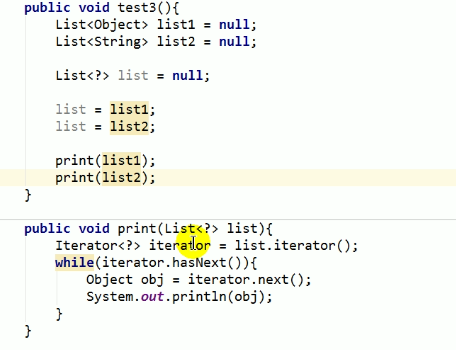 public void test3(){
List<Object> list1 = null;
List<String> list2 = null;
List<?> list = null;
list = list1;
list = list2;
print(list1);
print(list2);
}
public void print(List<?> list){
Iterator<?> iterator = list.iterator();
while(iterator.hasNext()){
Object obj = iterator.next();
System.out.println(obj);
}
}